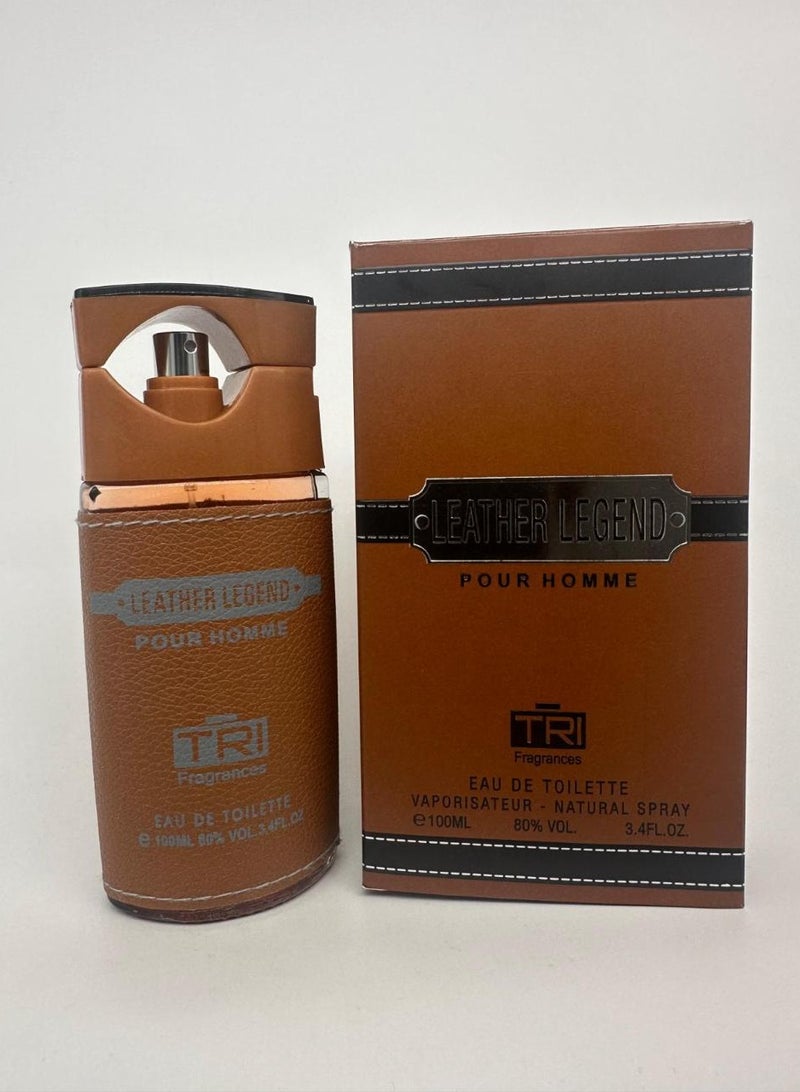 LEATHER LEGEND
POUR HOMME
TRI
Fragrances
EAU DE TOILETTE
℮ 100ML 80% VOL. 3.4FL.OZ
LEATHER LEGEND
POUR HOMME
TRI
Fragrances
EAU DE TOILETTE
VAPORISATEUR - NATURAL SPRAY
℮ 100ML 80% VOL. 3.4FL.OZ.